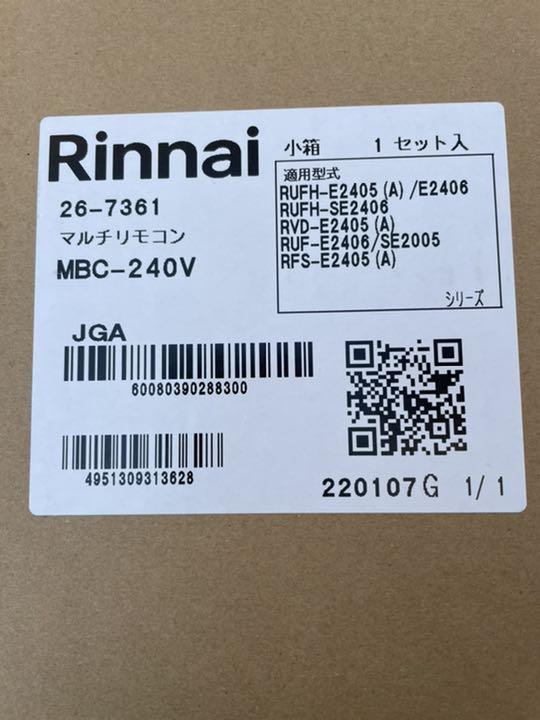 Rinnai
小箱 1 セット入
26-7361
マルチリモコン
MBC-240V
適用型式
RUFH-E2405(A)/E2406
RUFH-SE2406
RVD-E2405(A)
RUF-E2406/SE2005
RFS-E2405(A)
シリーズ
JGA
60080390288300
4951309313628
220107G 1/1